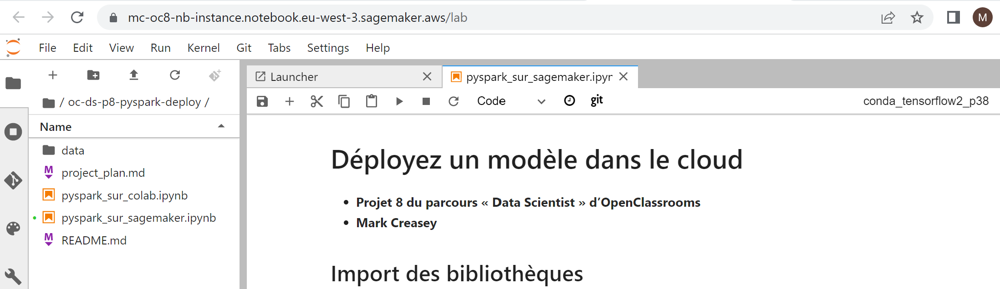 mc-oc8-nb-instance.notebook.eu-west-3.sagemaker.aws/lab
M
File Edit View Run Kernel Git Tabs Settings Help
Launcher
pyspark_sur_sagemaker.ipyr
/ oc-ds-p8-pyspark-deploy /
Code
git
conda_tensorflow2_p38
Name
data
project_plan.md
pyspark_sur_colab.ipynb
pyspark_sur_sagemaker.ipynb
README.md
Déployez un modèle dans le cloud
• Projet 8 du parcours « Data Scientist » d’OpenClassrooms
• Mark Creasey
Import des bibliothèques